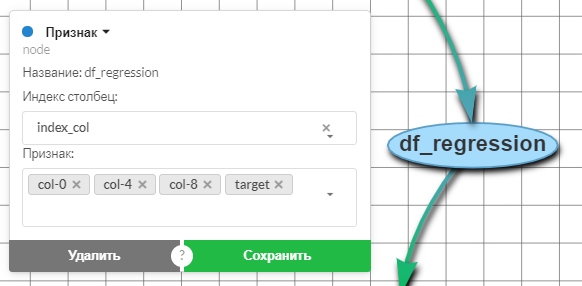 Признак
node
Название: df_regression
Индекс столбец:
index_col ×
Признак:
col-0 × col-4 × col-8 × target ×
Удалить ? Сохранить
df_regression